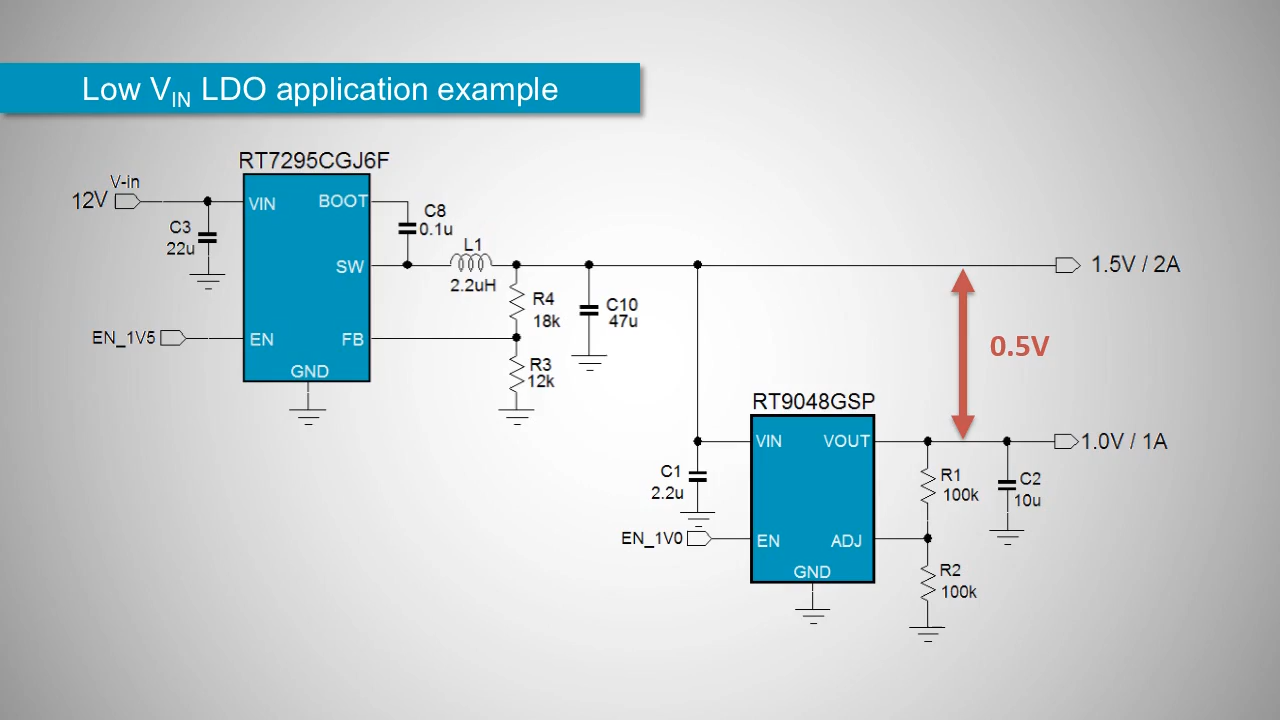 Low VIN LDO application example
RT7295CGJ6F
V-in
12V
VIN
BOOT
C8
0.1u
C3
22u
SW
L1
2.2uH
1.5V / 2A
R4
18k
C10
47u
EN_1V5
EN
FB
0.5V
R3
12k
GND
RT9048GSP
VIN
VOUT
1.0V / 1A
C1
2.2u
R1
100k
C2
10u
EN_1V0
EN
ADJ
GND
R2
100k